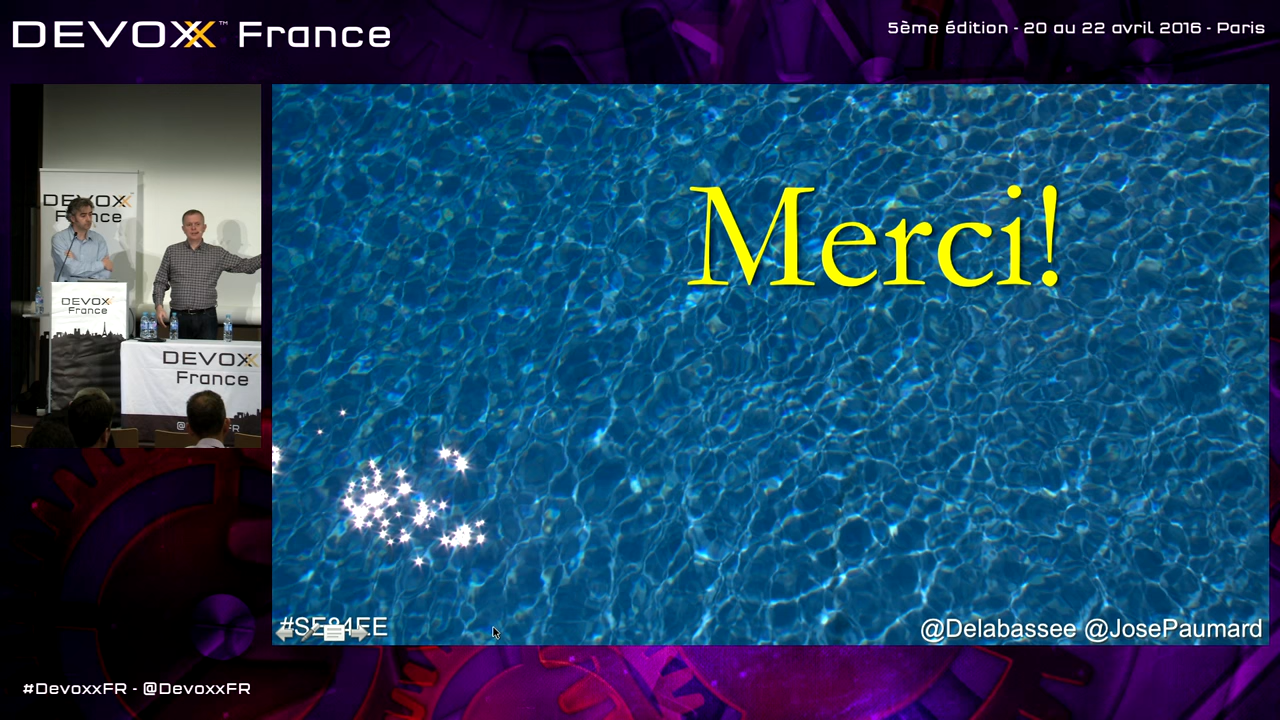 DEVOXX™ France
5ème édition - 20 au 22 avril 2016 - Paris
DEVOXX
France
DEVOXX
France
DEVOXX
France
Merci!
@Delabassee @JosePaumard
#DevoxxFR - @DevoxxFR